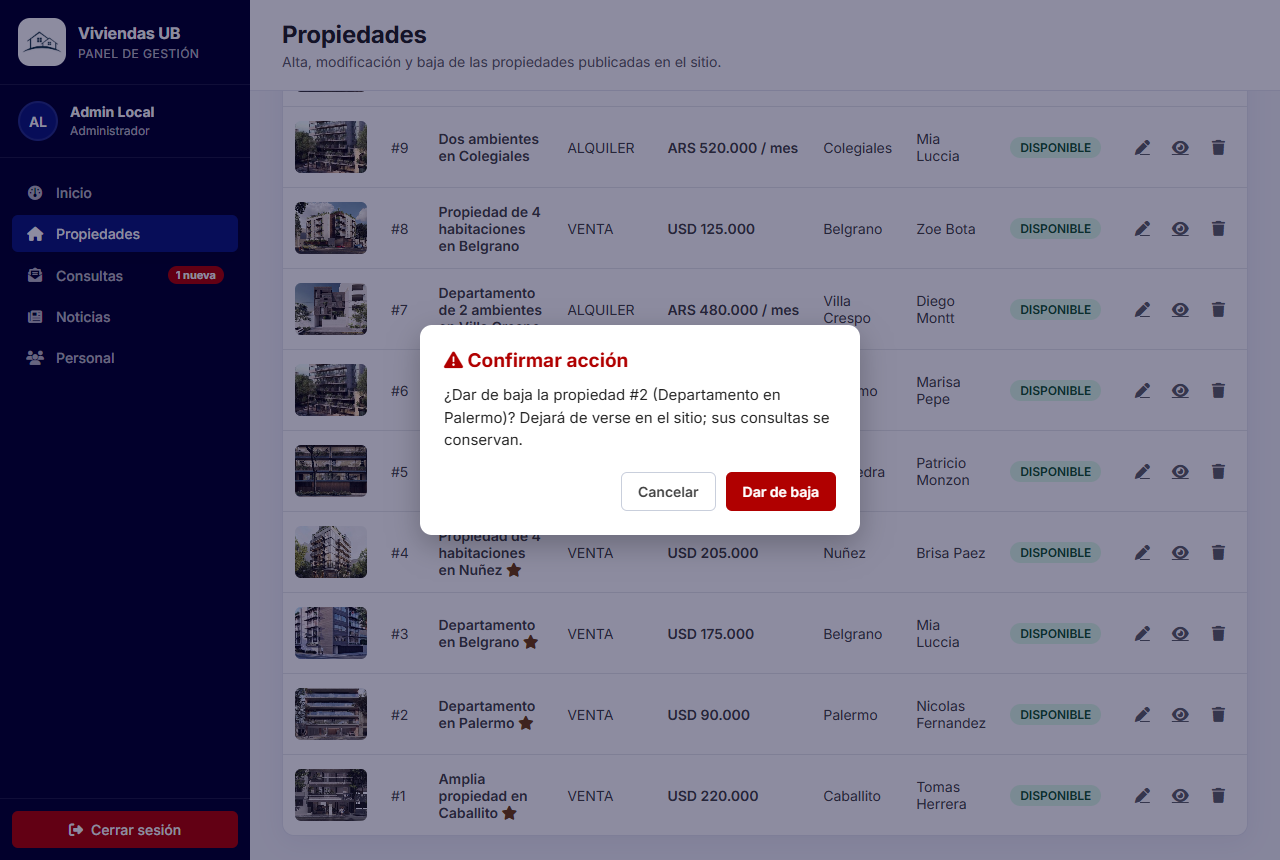 Viviendas UB
PANEL DE GESTIÓN
AL
Admin Local
Administrador
Inicio
Propiedades
Consultas
1 nueva
Noticias
Personal
Cerrar sesión
Propiedades
Alta, modificación y baja de las propiedades publicadas en el sitio.
#9
Dos ambientes
en Colegiales
ALQUILER
ARS 520.000 / mes
Colegiales
Mia
Luccia
DISPONIBLE
#8
Propiedad de 4
habitaciones
en Belgrano
VENTA
USD 125.000
Belgrano
Zoe Bota
DISPONIBLE
#7
Departamento
de 2 ambientes
en Villa Crespo
ALQUILER
ARS 480.000 / mes
Villa
Crespo
Diego
Montt
DISPONIBLE
#6
Marisa
Pepe
DISPONIBLE
#5
Patricio
Monzon
DISPONIBLE
Confirmar acción
¿Dar de baja la propiedad #2 (Departamento en
Palermo)? Dejará de verse en el sitio; sus consultas se
conservan.
Cancelar
Dar de baja
#4
Propiedad de 4
habitaciones
en Nuñez
VENTA
USD 205.000
Nuñez
Brisa Paez
DISPONIBLE
#3
Departamento
en Belgrano
VENTA
USD 175.000
Belgrano
Mia
Luccia
DISPONIBLE
#2
Departamento
en Palermo
VENTA
USD 90.000
Palermo
Nicolas
Fernandez
DISPONIBLE
#1
Amplia
propiedad en
Caballito
VENTA
USD 220.000
Caballito
Tomas
Herrera
DISPONIBLE